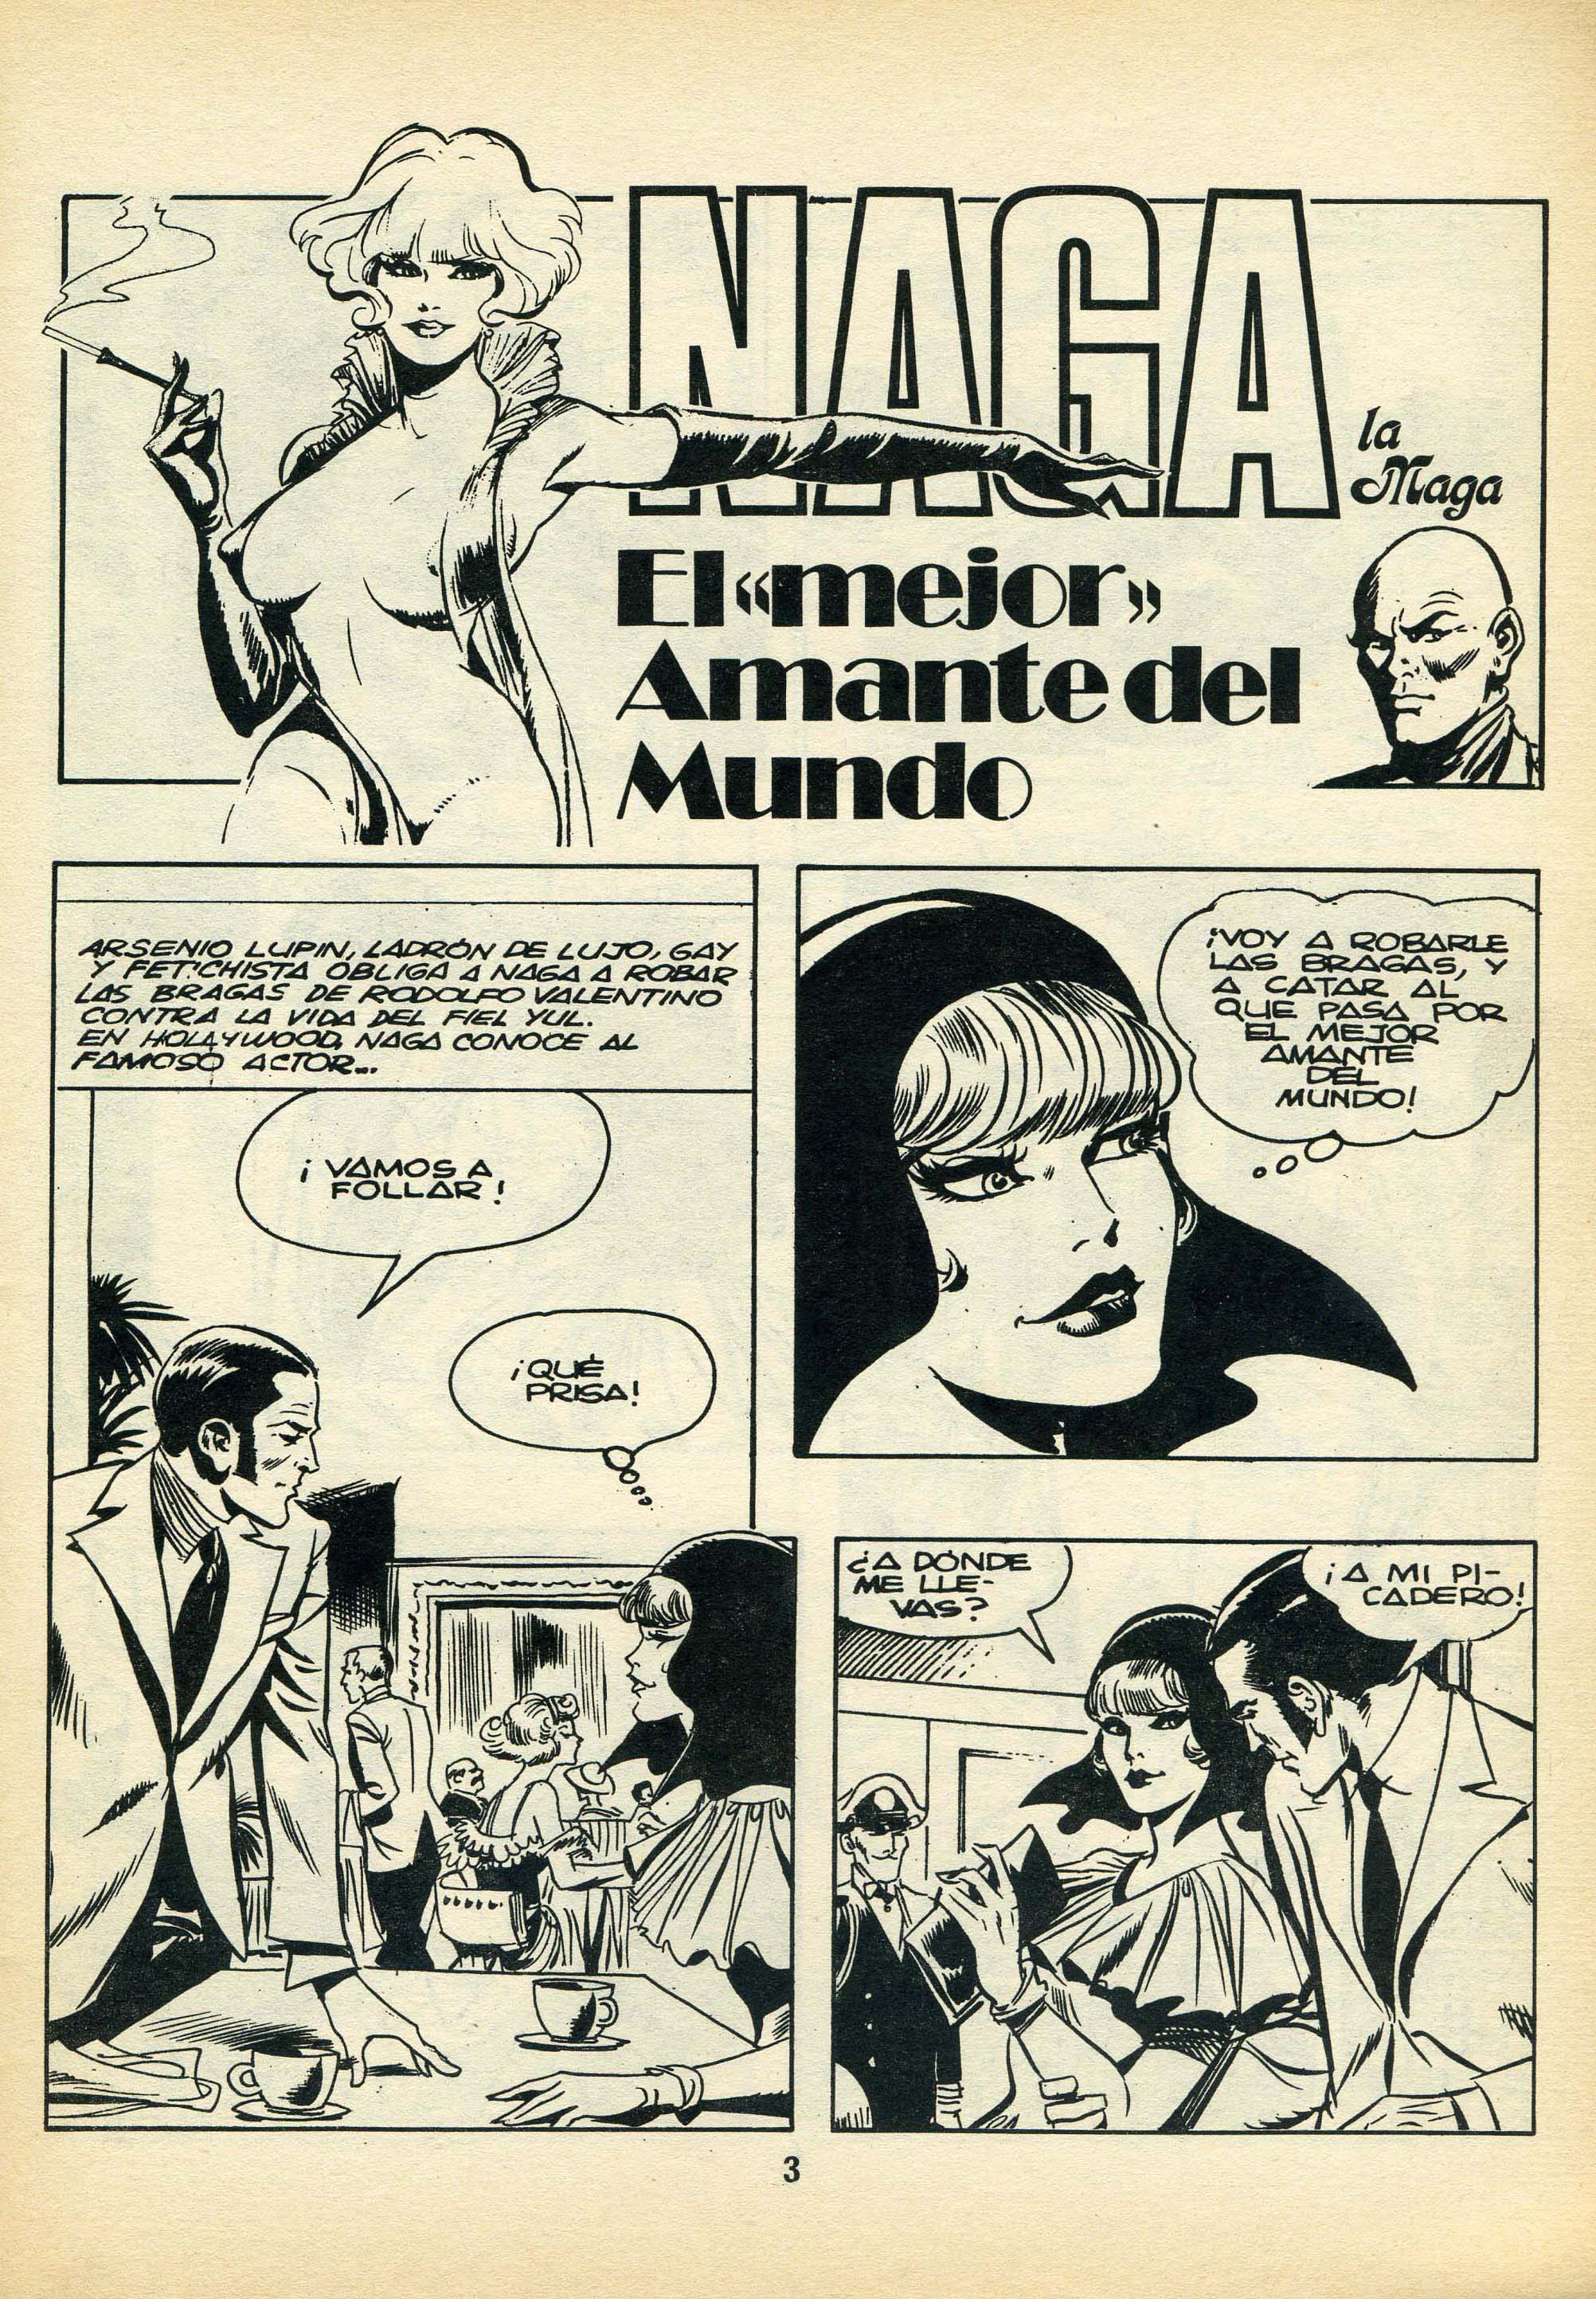 NAGA
la
Maga
El «mejor»
Amante del
Mundo
ARSENIO LUPIN, LADRÓN DE LUJO, GAY
Y FETICHISTA OBLIGA A NAGA A ROBAR
LAS BRAGAS DE RODOLFO VALENTINO
CONTRA LA VIDA DEL FIEL YUL.
EN HOLLYWOOD, NAGA CONOCE AL
FAMOSO ACTOR...
¡VAMOS A
FOLLAR!
¡QUÉ
PRISA!
¡VOY A ROBARLE
LAS BRAGAS, Y
A CATAR AL
QUE PASA POR
EL MEJOR
AMANTE
DEL
MUNDO!
¿A DÓNDE
ME LLE-
VAS?
¡A MI PI-
CADERO!
3